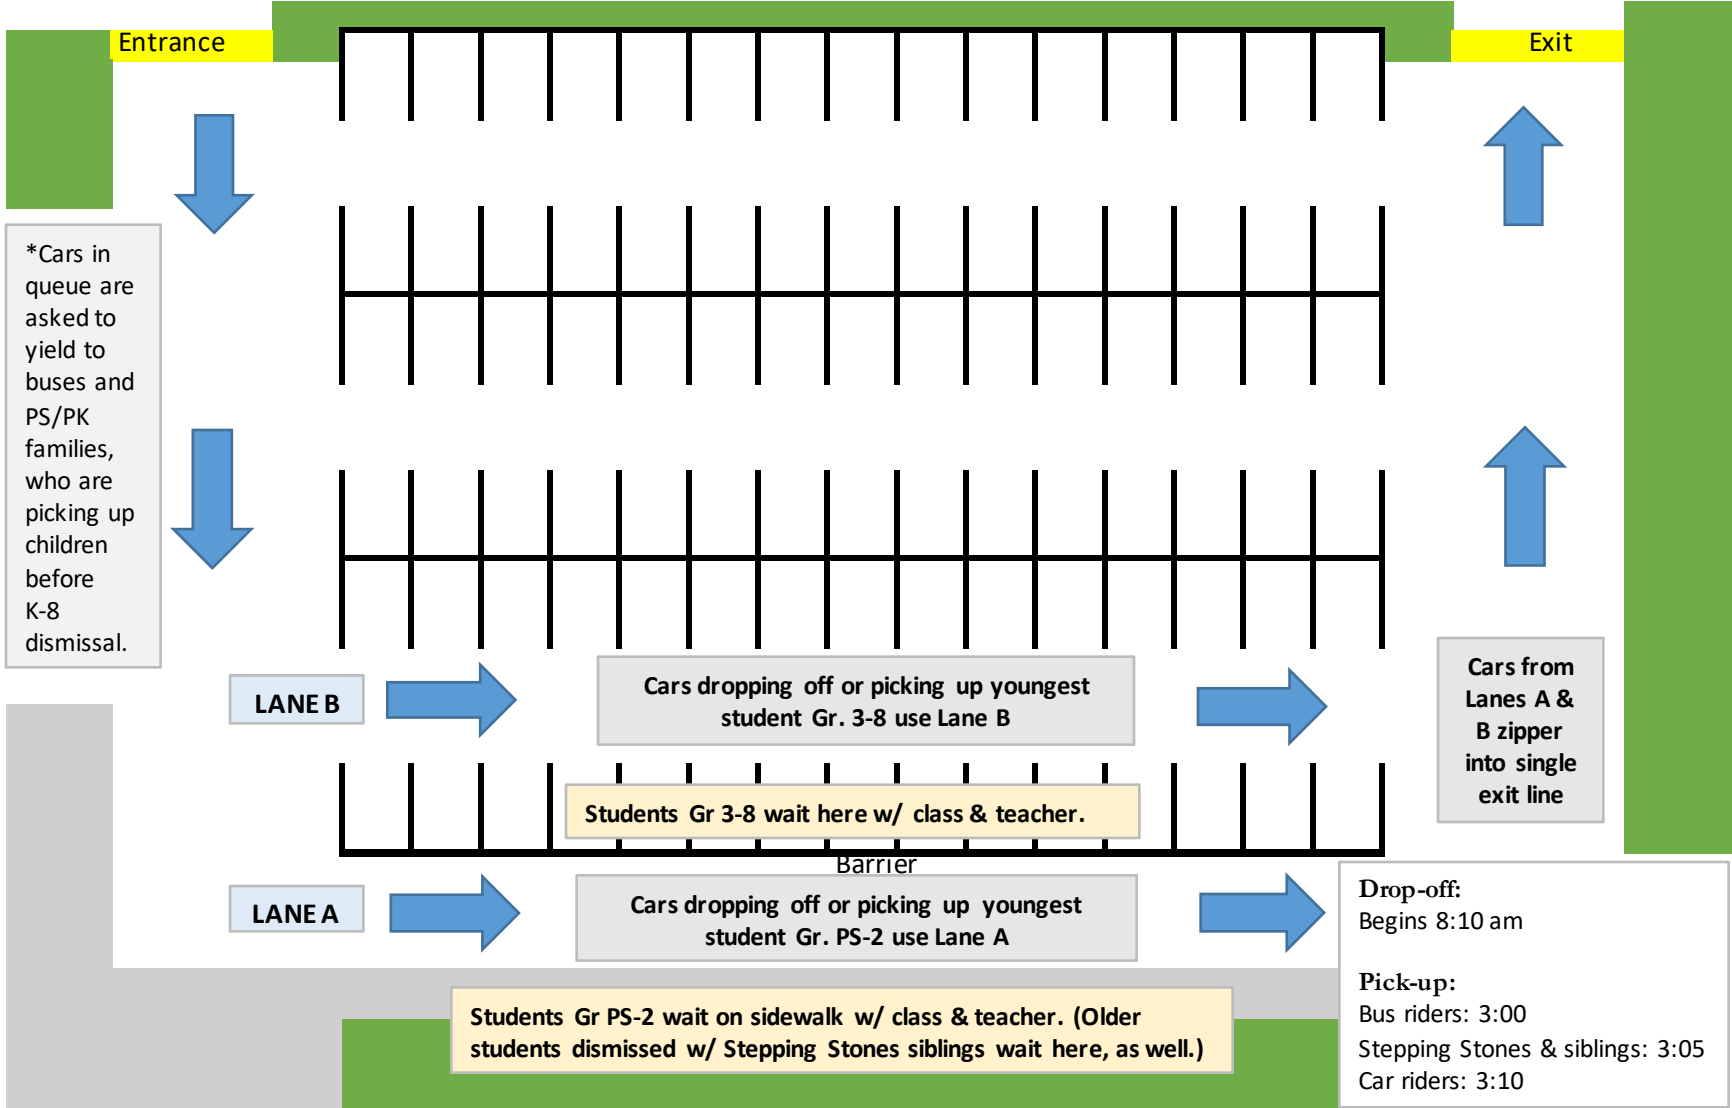 Entrance
Exit
*Cars in
queue are
asked to
yield to
buses and
PS/PK
families,
who are
picking up
children
before
K-8
dismissal.
LANE B
Cars dropping off or picking up youngest
student Gr. 3-8 use Lane B
Cars from
Lanes A &
B zipper
into single
exit line
Students Gr 3-8 wait here w/ class & teacher.
Barrier
LANE A
Cars dropping off or picking up youngest
student Gr. PS-2 use Lane A
Drop-off:
Begins 8:10 am
Pick-up:
Bus riders: 3:00
Stepping Stones & siblings: 3:05
Car riders: 3:10
Students Gr PS-2 wait on sidewalk w/ class & teacher. (Older
students dismissed w/ Stepping Stones siblings wait here, as well.)